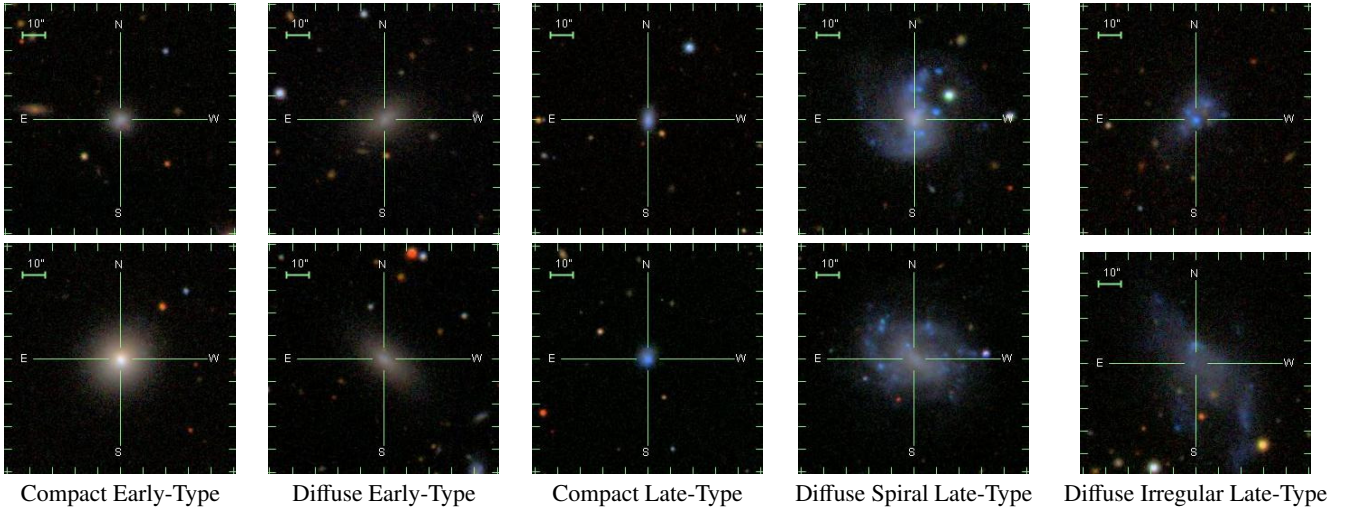 10" N 10" N 10" N 10" N 10" N
E W E W E W E W E W
S S S S S
10" N 10" N 10" N 10" N 10" N
E W E W E W E W E W
S S S S S
Compact Early-Type Diffuse Early-Type Compact Late-Type Diffuse Spiral Late-Type Diffuse Irregular Late-Type